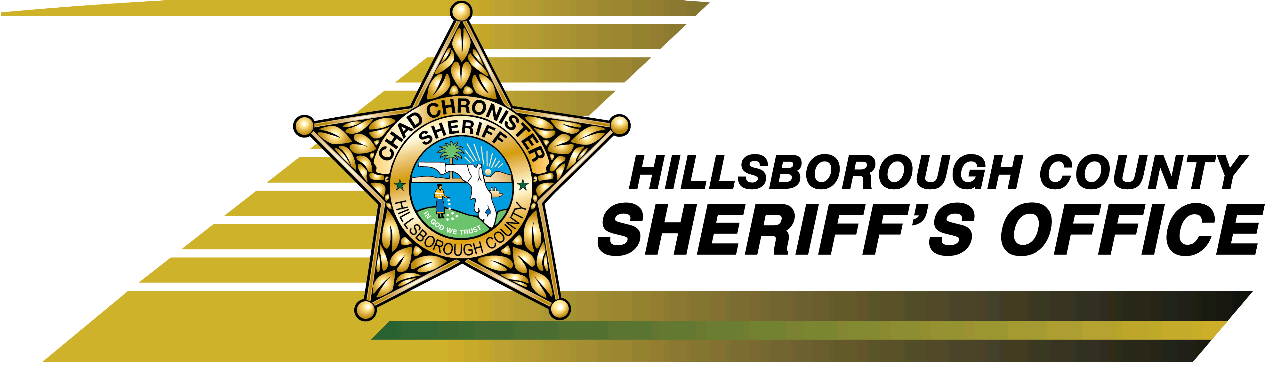 CHAD CHRONISTER
SHERIFF
IN GOD WE TRUST
HILLSBOROUGH COUNTY
HILLSBOROUGH COUNTY
SHERIFF'S OFFICE